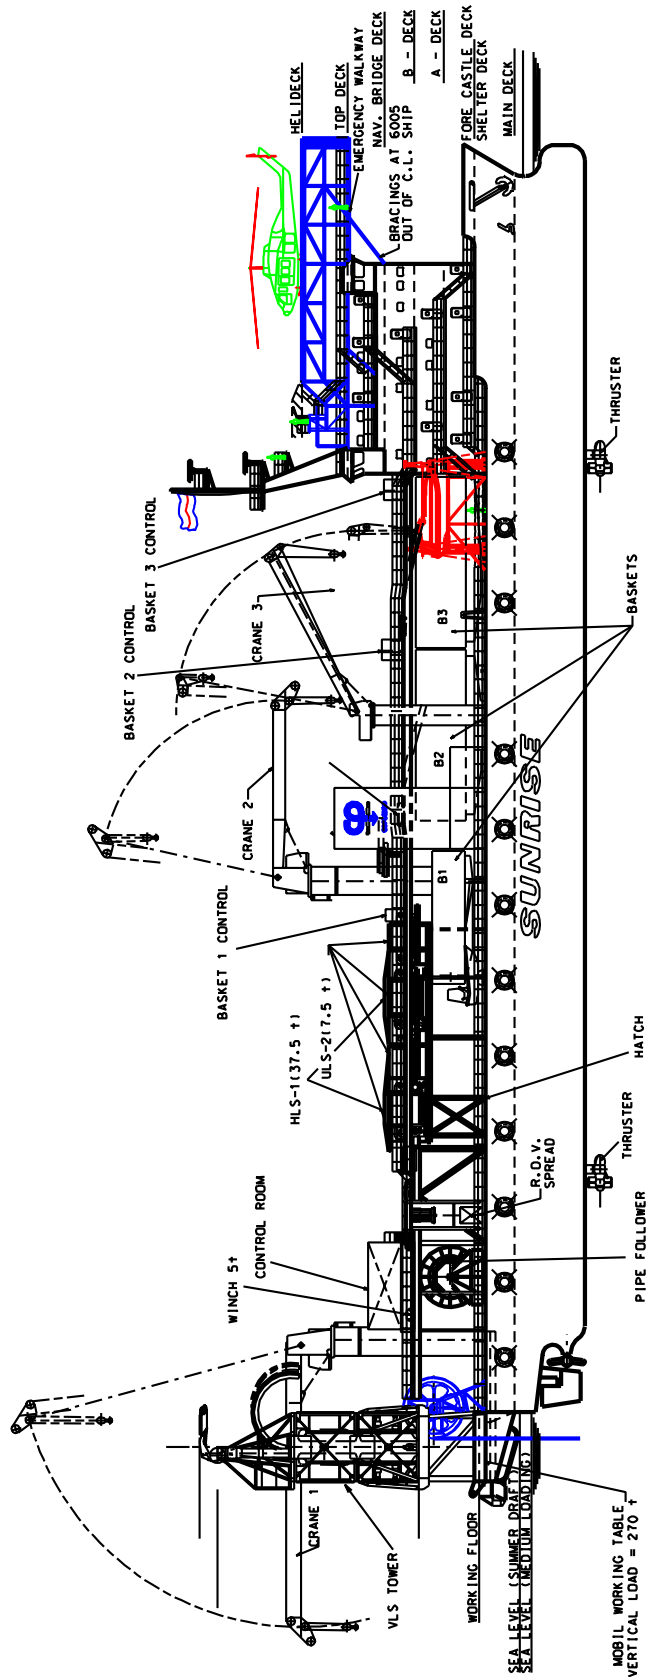 HELIDECK
TOP DECK
EMERGENCY WALKWAY
NAV. BRIDGE DECK
B - DECK
A - DECK
FORE CASTLE DECK
SHELTER DECK
MAIN DECK
BRACINGS AT 6005
OUT OF C.L. SHIP
THRUSTER
BASKET 3 CONTROL
BASKET 2 CONTROL
CRANE 3
BASKETS
B3
B2
B1
CRANE 2
SUNRISE
BASKET 1 CONTROL
HLS-1(37.5 t)
ULS-2(7.5 t)
HATCH
THRUSTER
R.O.V.
SPREAD
CONTROL ROOM
WINCH 5t
PIPE FOLLOWER
CRANE 1
VLS TOWER
WORKING FLOOR
SEA LEVEL (SUMMER DRAFT)
SEA LEVEL (MEDIUM LOADING)
MOBIL WORKING TABLE
VERTICAL LOAD = 270 t